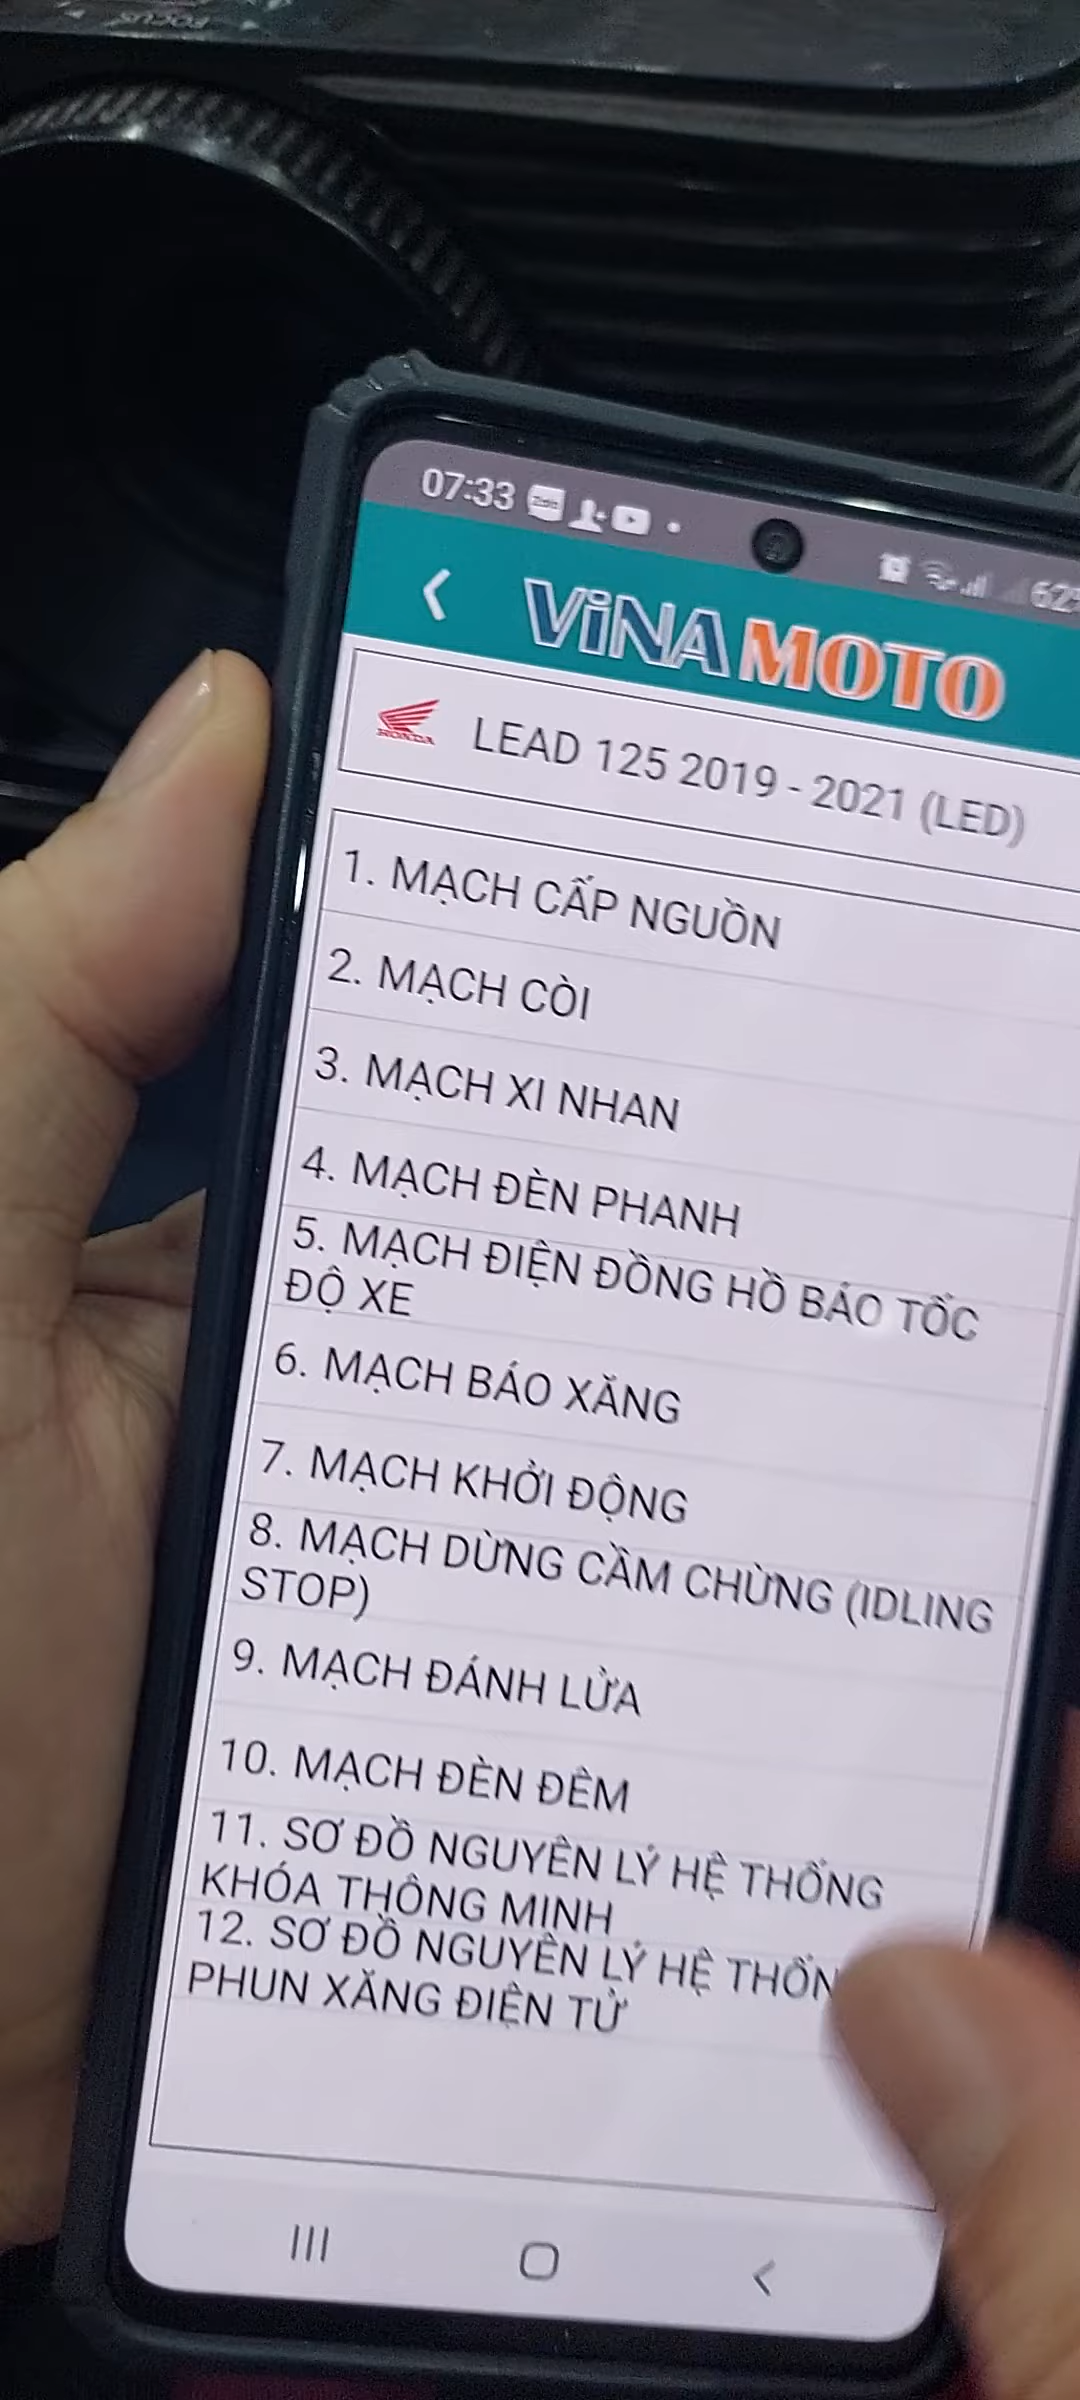 FOCUS
07:33
62%
VINA MOTO
HONDA
LEAD 125 2019 - 2021 (LED)
1. MẠCH CẤP NGUỒN
2. MẠCH CÒI
3. MẠCH XI NHAN
4. MẠCH ĐÈN PHANH
5. MẠCH ĐIỆN ĐỒNG HỒ BÁO TỐC
ĐỘ XE
6. MẠCH BÁO XĂNG
7. MẠCH KHỞI ĐỘNG
8. MẠCH DỪNG CẦM CHỪNG (IDLING
STOP)
9. MẠCH ĐÁNH LỬA
10. MẠCH ĐÈN ĐÊM
11. SƠ ĐỒ NGUYÊN LÝ HỆ THỐNG
KHÓA THÔNG MINH
12. SƠ ĐỒ NGUYÊN LÝ HỆ THỐN
PHUN XĂNG ĐIỆN TỬ